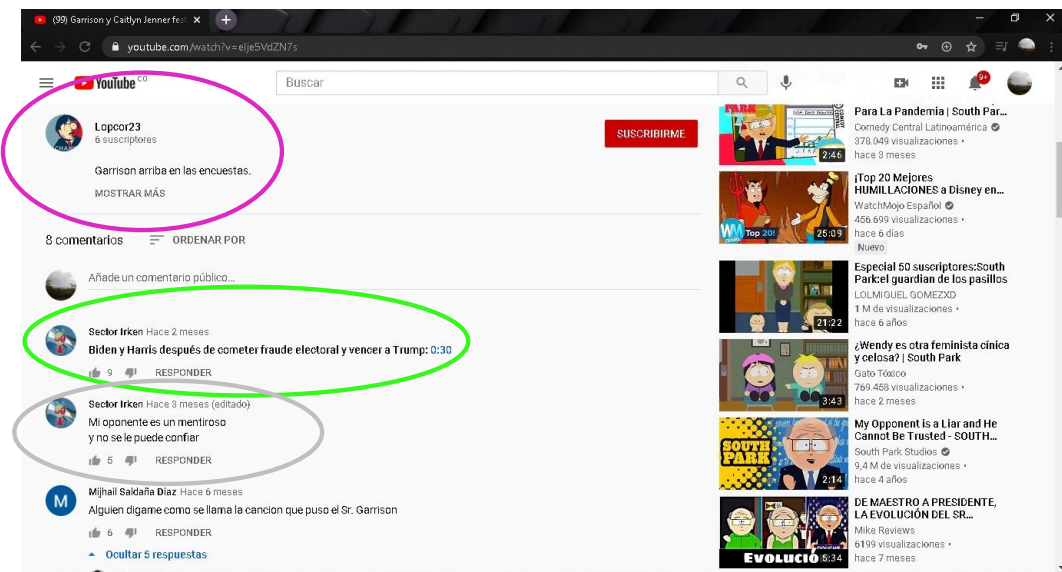 (99) Garrison y Caitlyn Jenner fest
youtube.com/watch?v=eIje5VdZN7s
YouTube CO
Buscar
9+
Lopcor23
6 suscriptores
SUSCRIBIRME
Garrison arriba en las encuestas.
MOSTRAR MÁS
8 comentarios
ORDENAR POR
Añade un comentario público...
Sector Irken Hace 2 meses
Biden y Harris después de cometer fraude electoral y vencer a Trump: 0:30
9 RESPONDER
Sector Irken Hace 3 meses (editado)
Mi oponente es un mentiroso
y no se le puede confiar
5 RESPONDER
M
Mijhail Saldaña Diaz Hace 6 meses
Alguien digame como se llama la cancion que puso el Sr. Garrison
6 RESPONDER
Ocultar 5 respuestas
PARK
2:46
Para La Pandemia | South Par...
Comedy Central Latinoamérica
378.049 visualizaciones •
hace 3 meses
WM Top 20!
25:09
¡Top 20 Mejores
HUMILLACIONES a Disney en...
WatchMojo Español
456.699 visualizaciones •
hace 6 días
Nuevo
21:22
Especial 50 suscriptores:South
Park:el guardian de los pasillos
LOLMIGUEL GOMEZXD
1 M de visualizaciones •
hace 6 años
3:43
¿Wendy es otra feminista cínica
y celosa? | South Park
Gato Tóxico
769.458 visualizaciones •
hace 2 meses
SOUTH
PARK
2:14
My Opponent is a Liar and He
Cannot Be Trusted - SOUTH...
South Park Studios
9,4 M de visualizaciones •
hace 4 años
EVOLUCIÓ
5:34
DE MAESTRO A PRESIDENTE,
LA EVOLUCIÓN DEL SR...
Mike Reviews
6199 visualizaciones •
hace 7 meses